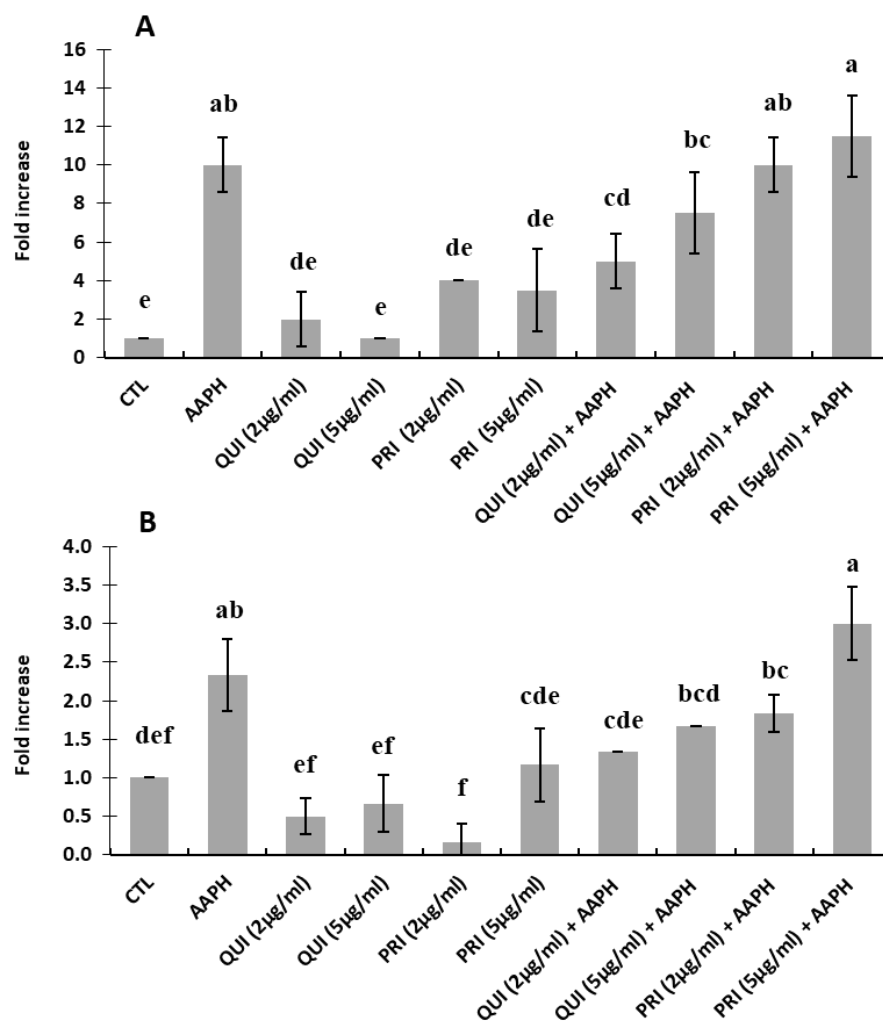 A
16
14
12
10
8
6
4
2
0
Fold increase
e
ab
de
e
de
de
cd
bc
ab
a
CTL
AAPH
QUI (2µg/ml)
QUI (5µg/ml)
PRI (2µg/ml)
PRI (5µg/ml)
QUI (2µg/ml) + AAPH
QUI (5µg/ml) + AAPH
PRI (2µg/ml) + AAPH
PRI (5µg/ml) + AAPH
B
4.0
3.5
3.0
2.5
2.0
1.5
1.0
0.5
0.0
Fold increase
def
ab
ef
ef
f
cde
cde
bcd
bc
a
CTL
AAPH
QUI (2µg/ml)
QUI (5µg/ml)
PRI (2µg/ml)
PRI (5µg/ml)
QUI (2µg/ml) + AAPH
QUI (5µg/ml) + AAPH
PRI (2µg/ml) + AAPH
PRI (5µg/ml) + AAPH